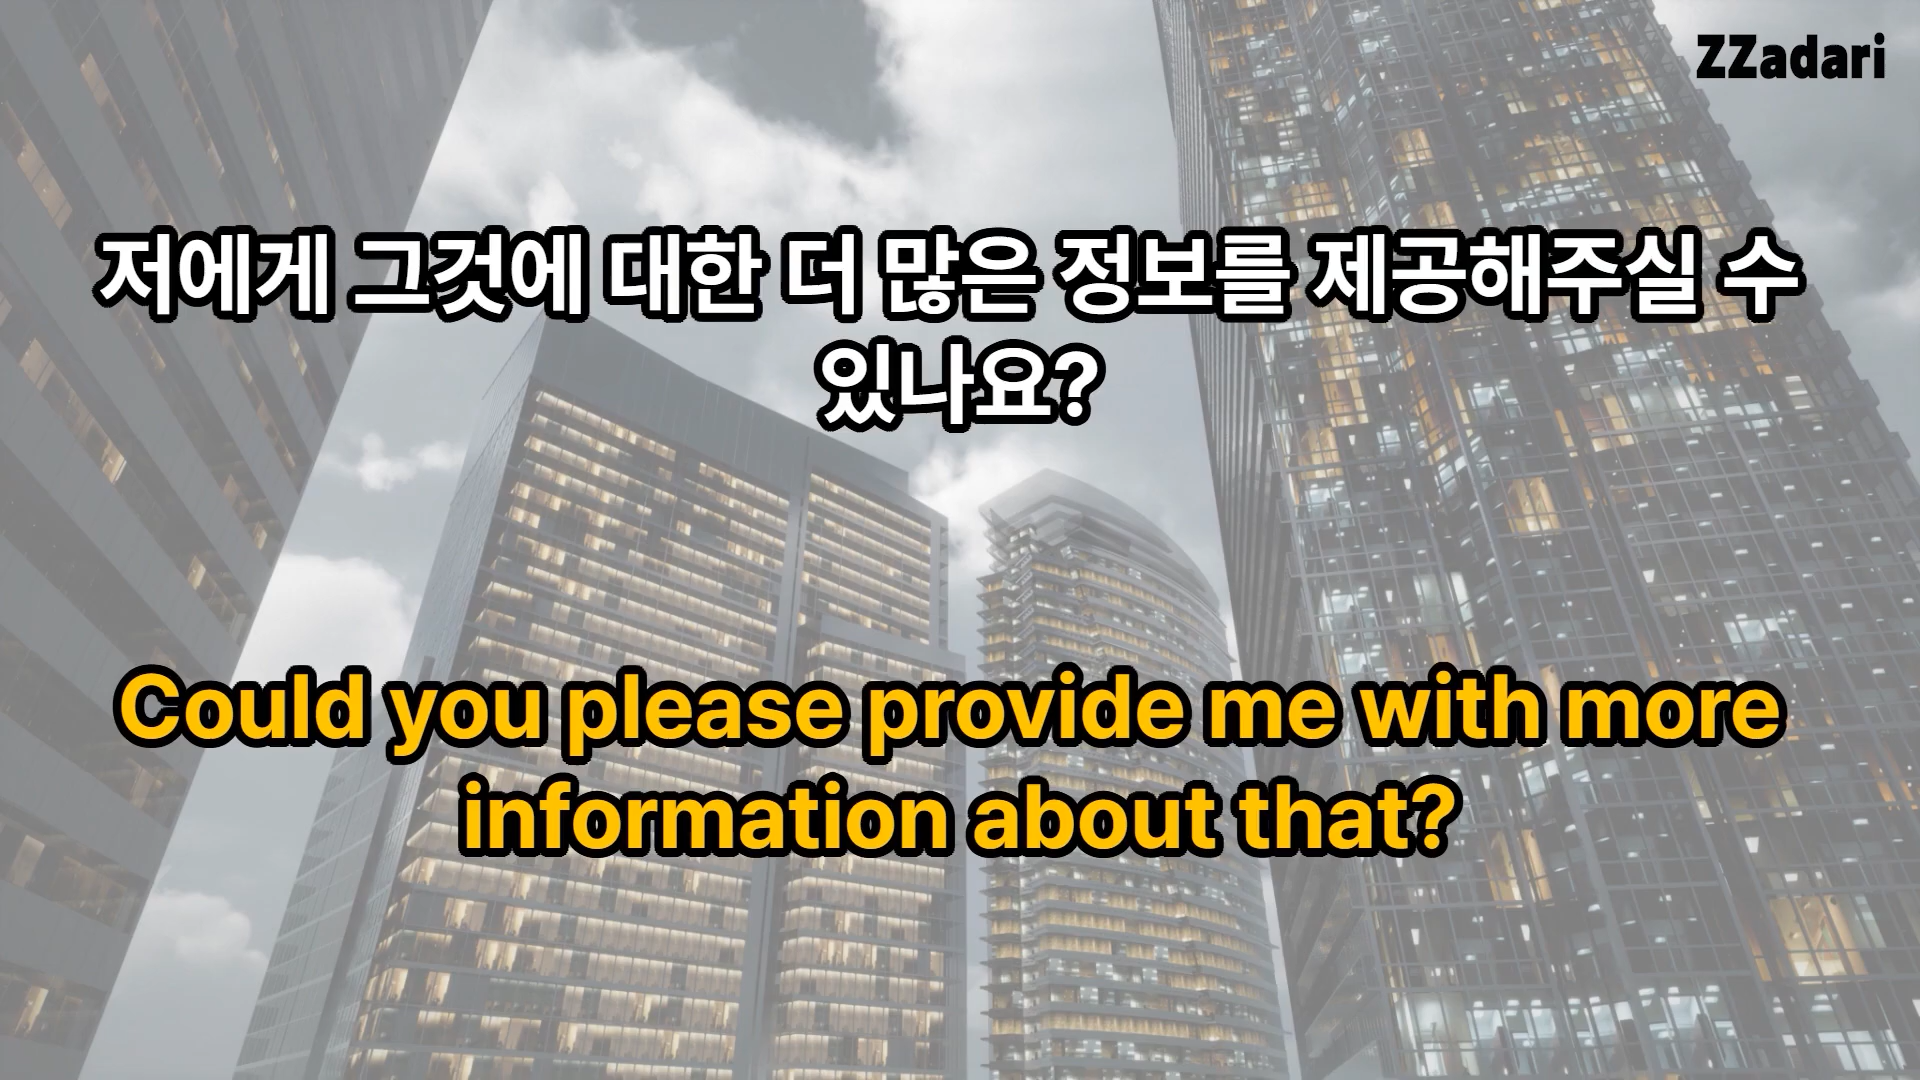 ZZadari
저에게 그것에 대한 더 많은 정보를 제공해주실 수
있나요?
Could you please provide me with more
information about that?